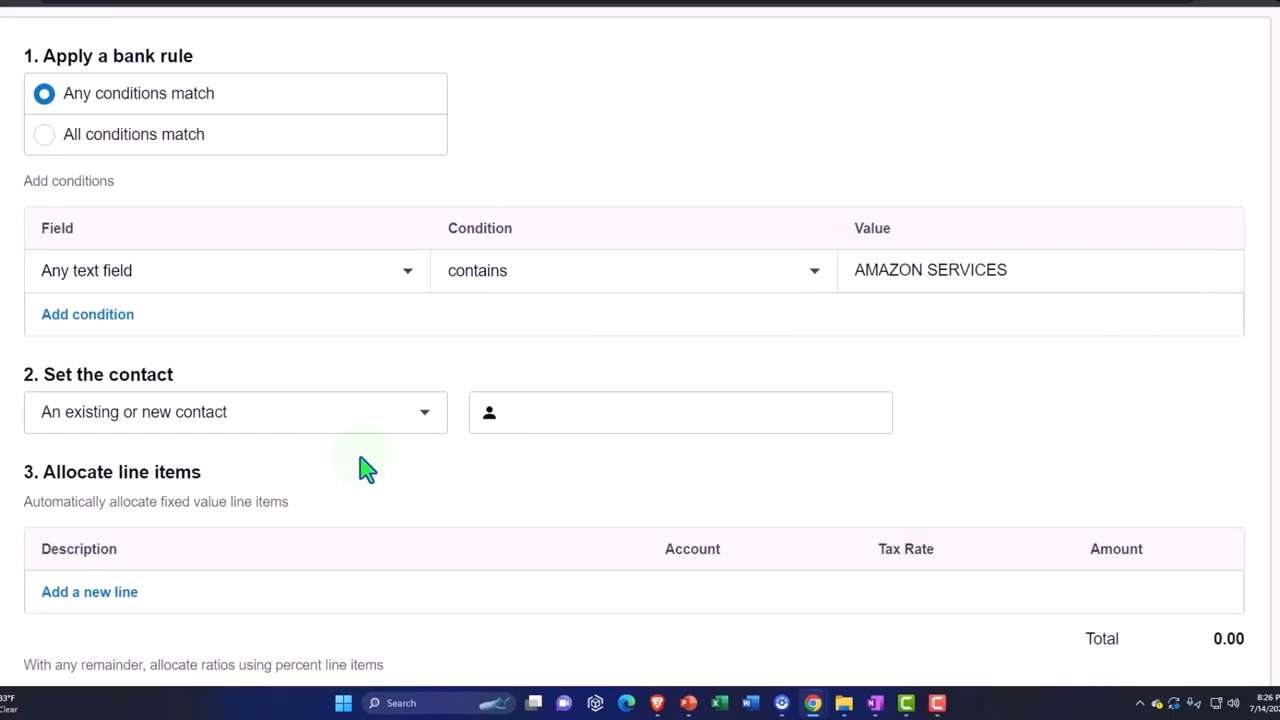 1. Apply a bank rule
Any conditions match
All conditions match
Add conditions
Field Condition Value
Any text field contains AMAZON SERVICES
Add condition
2. Set the contact
An existing or new contact
3. Allocate line items
Automatically allocate fixed value line items
Description Account Tax Rate Amount
Add a new line
Total 0.00
With any remainder, allocate ratios using percent line items
Clear
Search
8:26 P